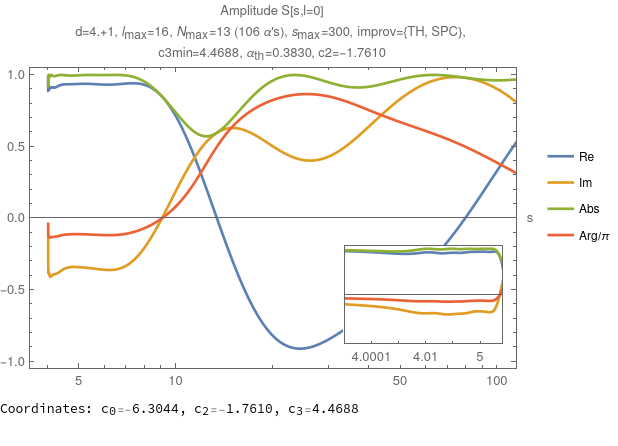 Amplitude S[s,l=0]
d=4.+1, lmax=16, Nmax=13 (106 α's), smax=300, improv={TH, SPC},
c3min=4.4688, αth=0.3830, c2=-1.7610
1.0
0.5
0.0
-0.5
-1.0
5
10
50
100
s
4.0001
4.01
5
Re
Im
Abs
Arg/π
Coordinates: c0=-6.3044, c2=-1.7610, c3=4.4688